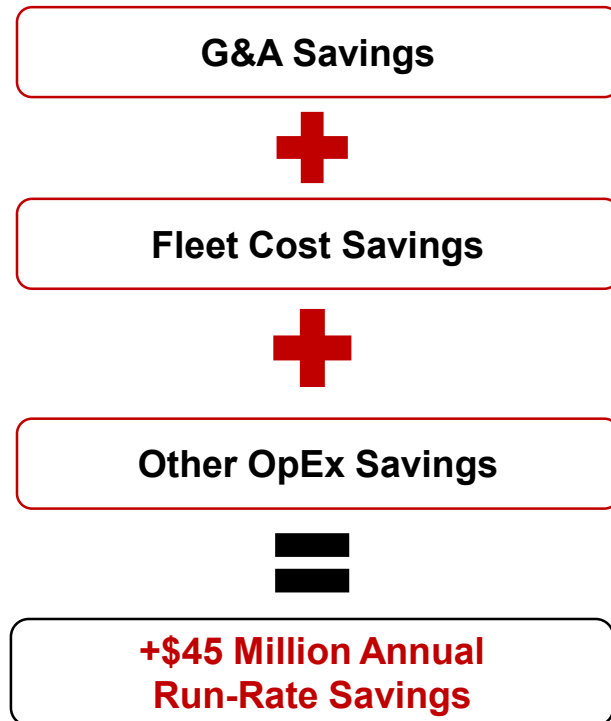 G&A Savings
Fleet Cost Savings
Other OpEx Savings
+$45 Million Annual
Run-Rate Savings